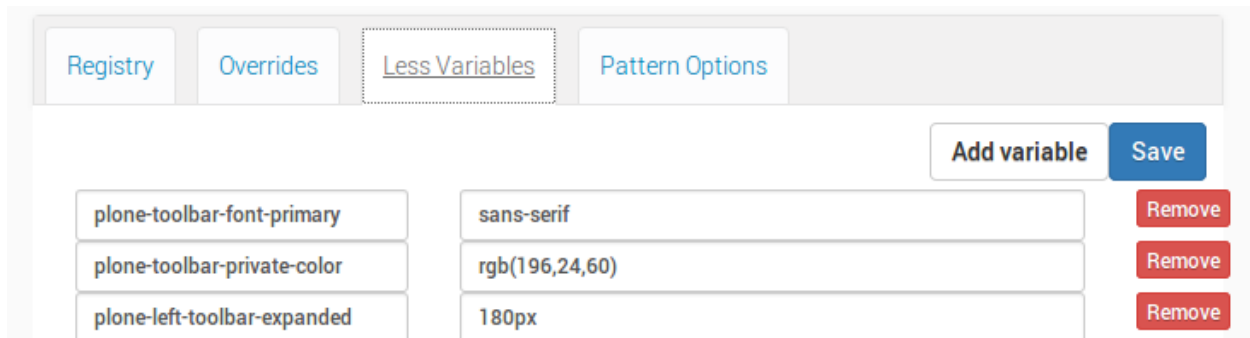 Registry Overrides Less Variables Pattern Options
Add variable Save
plone-toolbar-font-primary sans-serif Remove
plone-toolbar-private-color rgb(196,24,60) Remove
plone-left-toolbar-expanded 180px Remove